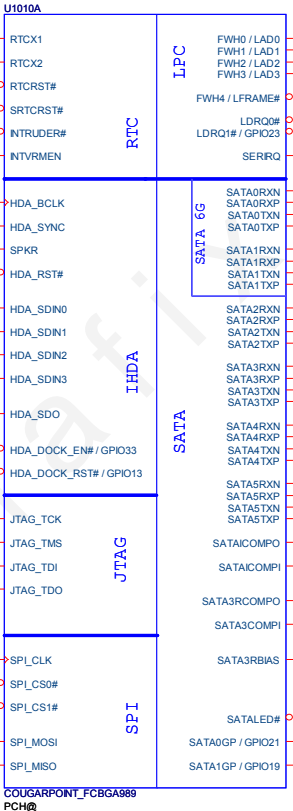 U1010A
RTCX1
RTCX2
RTCRST#
SRTCRST#
INTRUDER#
INTVRMEN
RTC
LPC
FWH0 / LAD0
FWH1 / LAD1
FWH2 / LAD2
FWH3 / LAD3
FWH4 / LFRAME#
LDRQ0#
LDRQ1# / GPIO23
SERIRQ
HDA_BCLK
HDA_SYNC
SPKR
HDA_RST#
HDA_SDIN0
HDA_SDIN1
HDA_SDIN2
HDA_SDIN3
HDA_SDO
HDA_DOCK_EN# / GPIO33
HDA_DOCK_RST# / GPIO13
IHDA
SATA 6G
SATA
SATA0RXN
SATA0RXP
SATA0TXN
SATA0TXP
SATA1RXN
SATA1RXP
SATA1TXN
SATA1TXP
SATA2RXN
SATA2RXP
SATA2TXN
SATA2TXP
SATA3RXN
SATA3RXP
SATA3TXN
SATA3TXP
SATA4RXN
SATA4RXP
SATA4TXN
SATA4TXP
SATA5RXN
SATA5RXP
SATA5TXN
SATA5TXP
SATAICOMPO
SATAICOMPI
SATA3RCOMPO
SATA3COMPI
SATA3RBIAS
SATALED#
SATA0GP / GPIO21
SATA1GP / GPIO19
JTAG_TCK
JTAG_TMS
JTAG_TDI
JTAG_TDO
JTAG
SPI_CLK
SPI_CS0#
SPI_CS1#
SPI_MOSI
SPI_MISO
SPI
COUGARPOINT_FCBGA989
PCH@